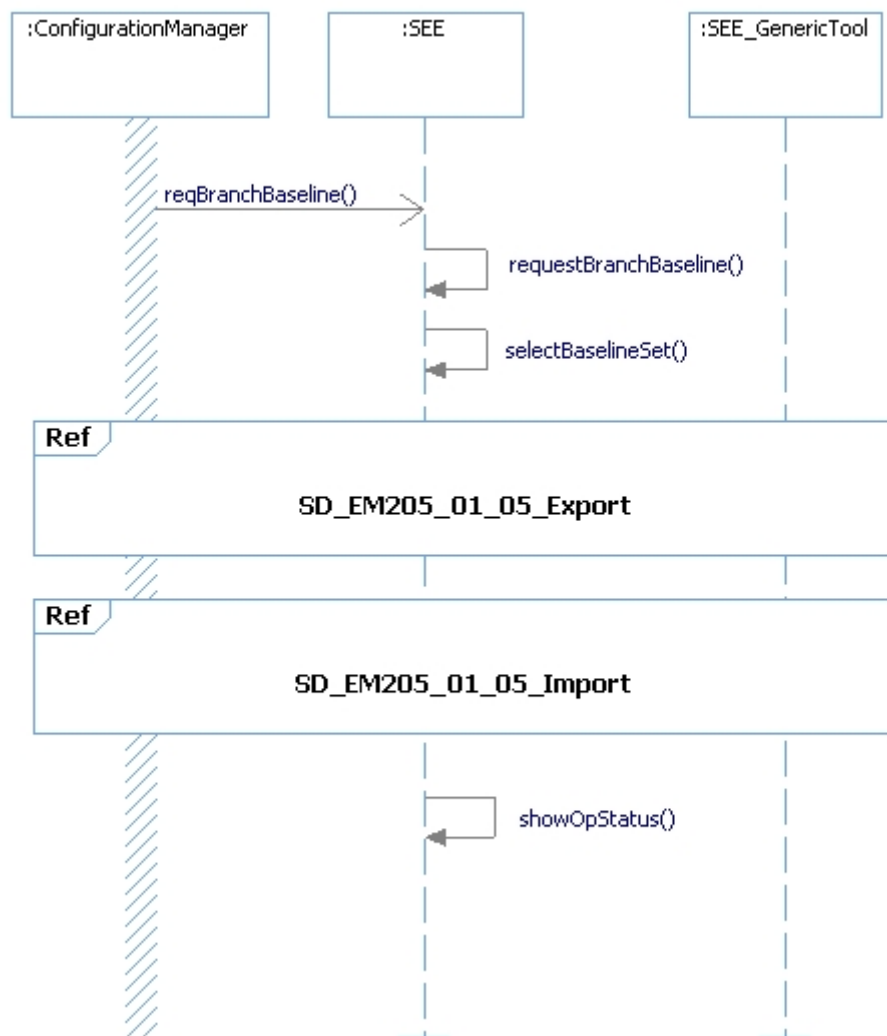 :ConfigurationManager
:SEE
:SEE_GenericTool
reqBranchBaseline()
requestBranchBaseline()
selectBaselineSet()
Ref
SD_EM205_01_05_Export
Ref
SD_EM205_01_05_Import
showOpStatus()